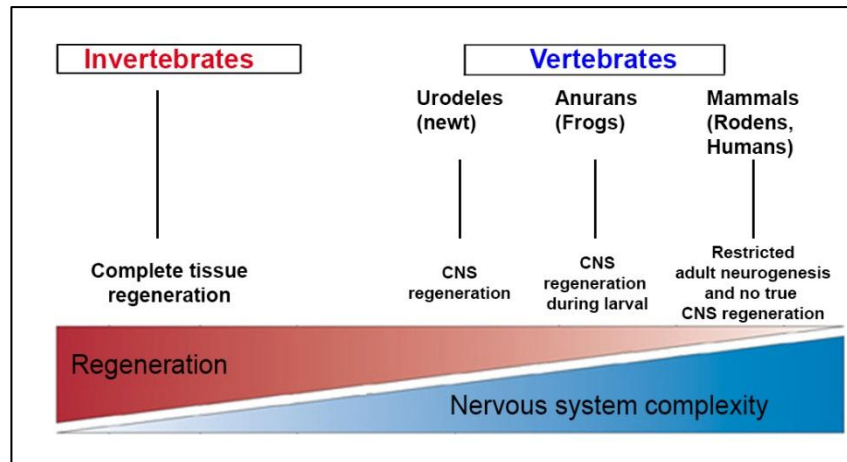 Invertebrates
Vertebrates
Urodeles
(newt)
Anurans
(Frogs)
Mammals
(Rodens,
Humans)
Complete tissue
regeneration
CNS
regeneration
CNS
regeneration
during larval
Restricted
adult neurogenesis
and no true
CNS regeneration
Regeneration
Nervous system complexity